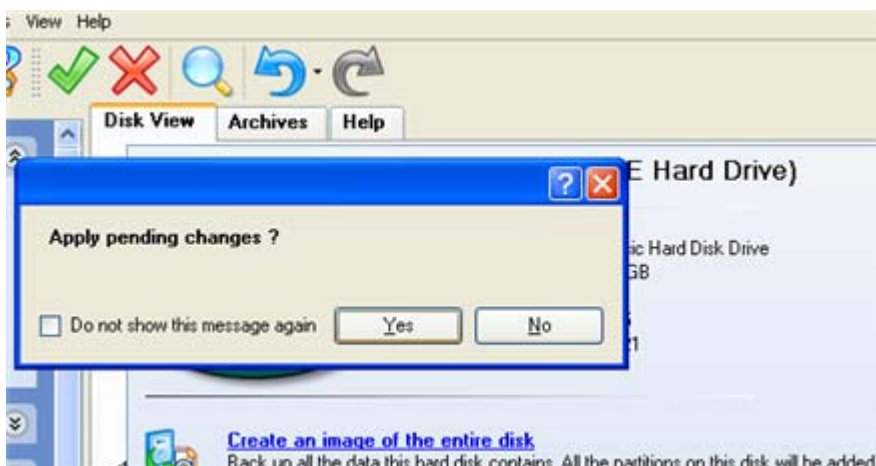 View Help
Disk View Archives Help
E Hard Drive)
Apply pending changes ?
Hard Disk Drive
GB
Do not show this message again Yes No
Create an image of the entire disk
Back up all the data this hard disk contains. All the partitions on this disk will be added